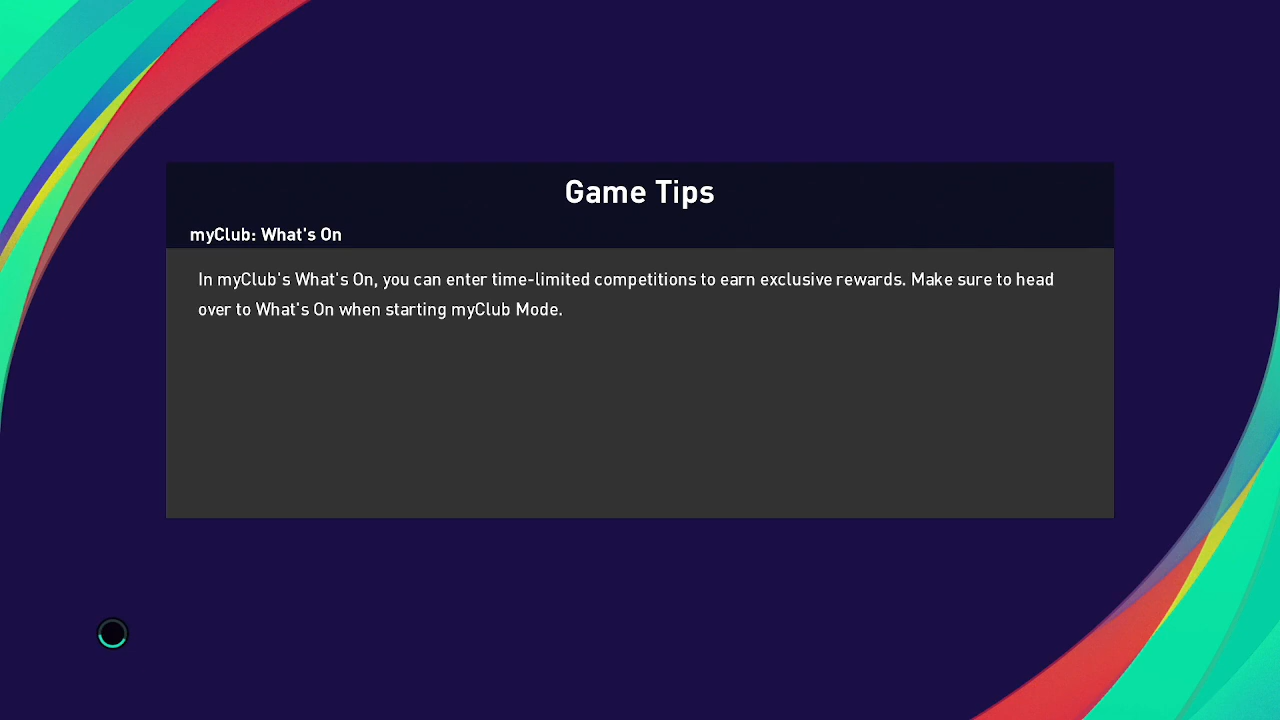 Game Tips
myClub: What's On
In myClub's What's On, you can enter time-limited competitions to earn exclusive rewards. Make sure to head
over to What's On when starting myClub Mode.